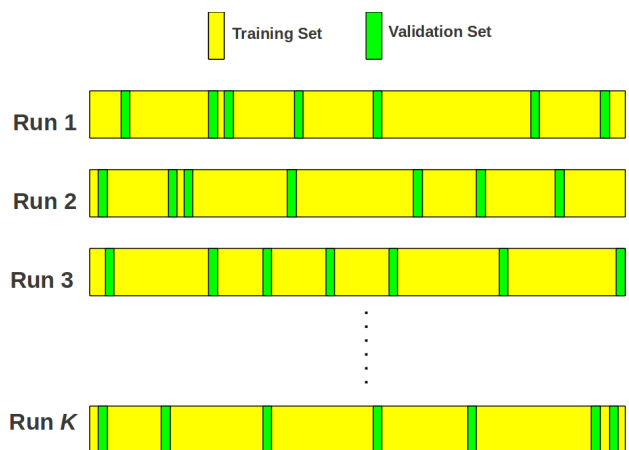 Training Set
Validation Set
Run 1
Run 2
Run 3
Run K